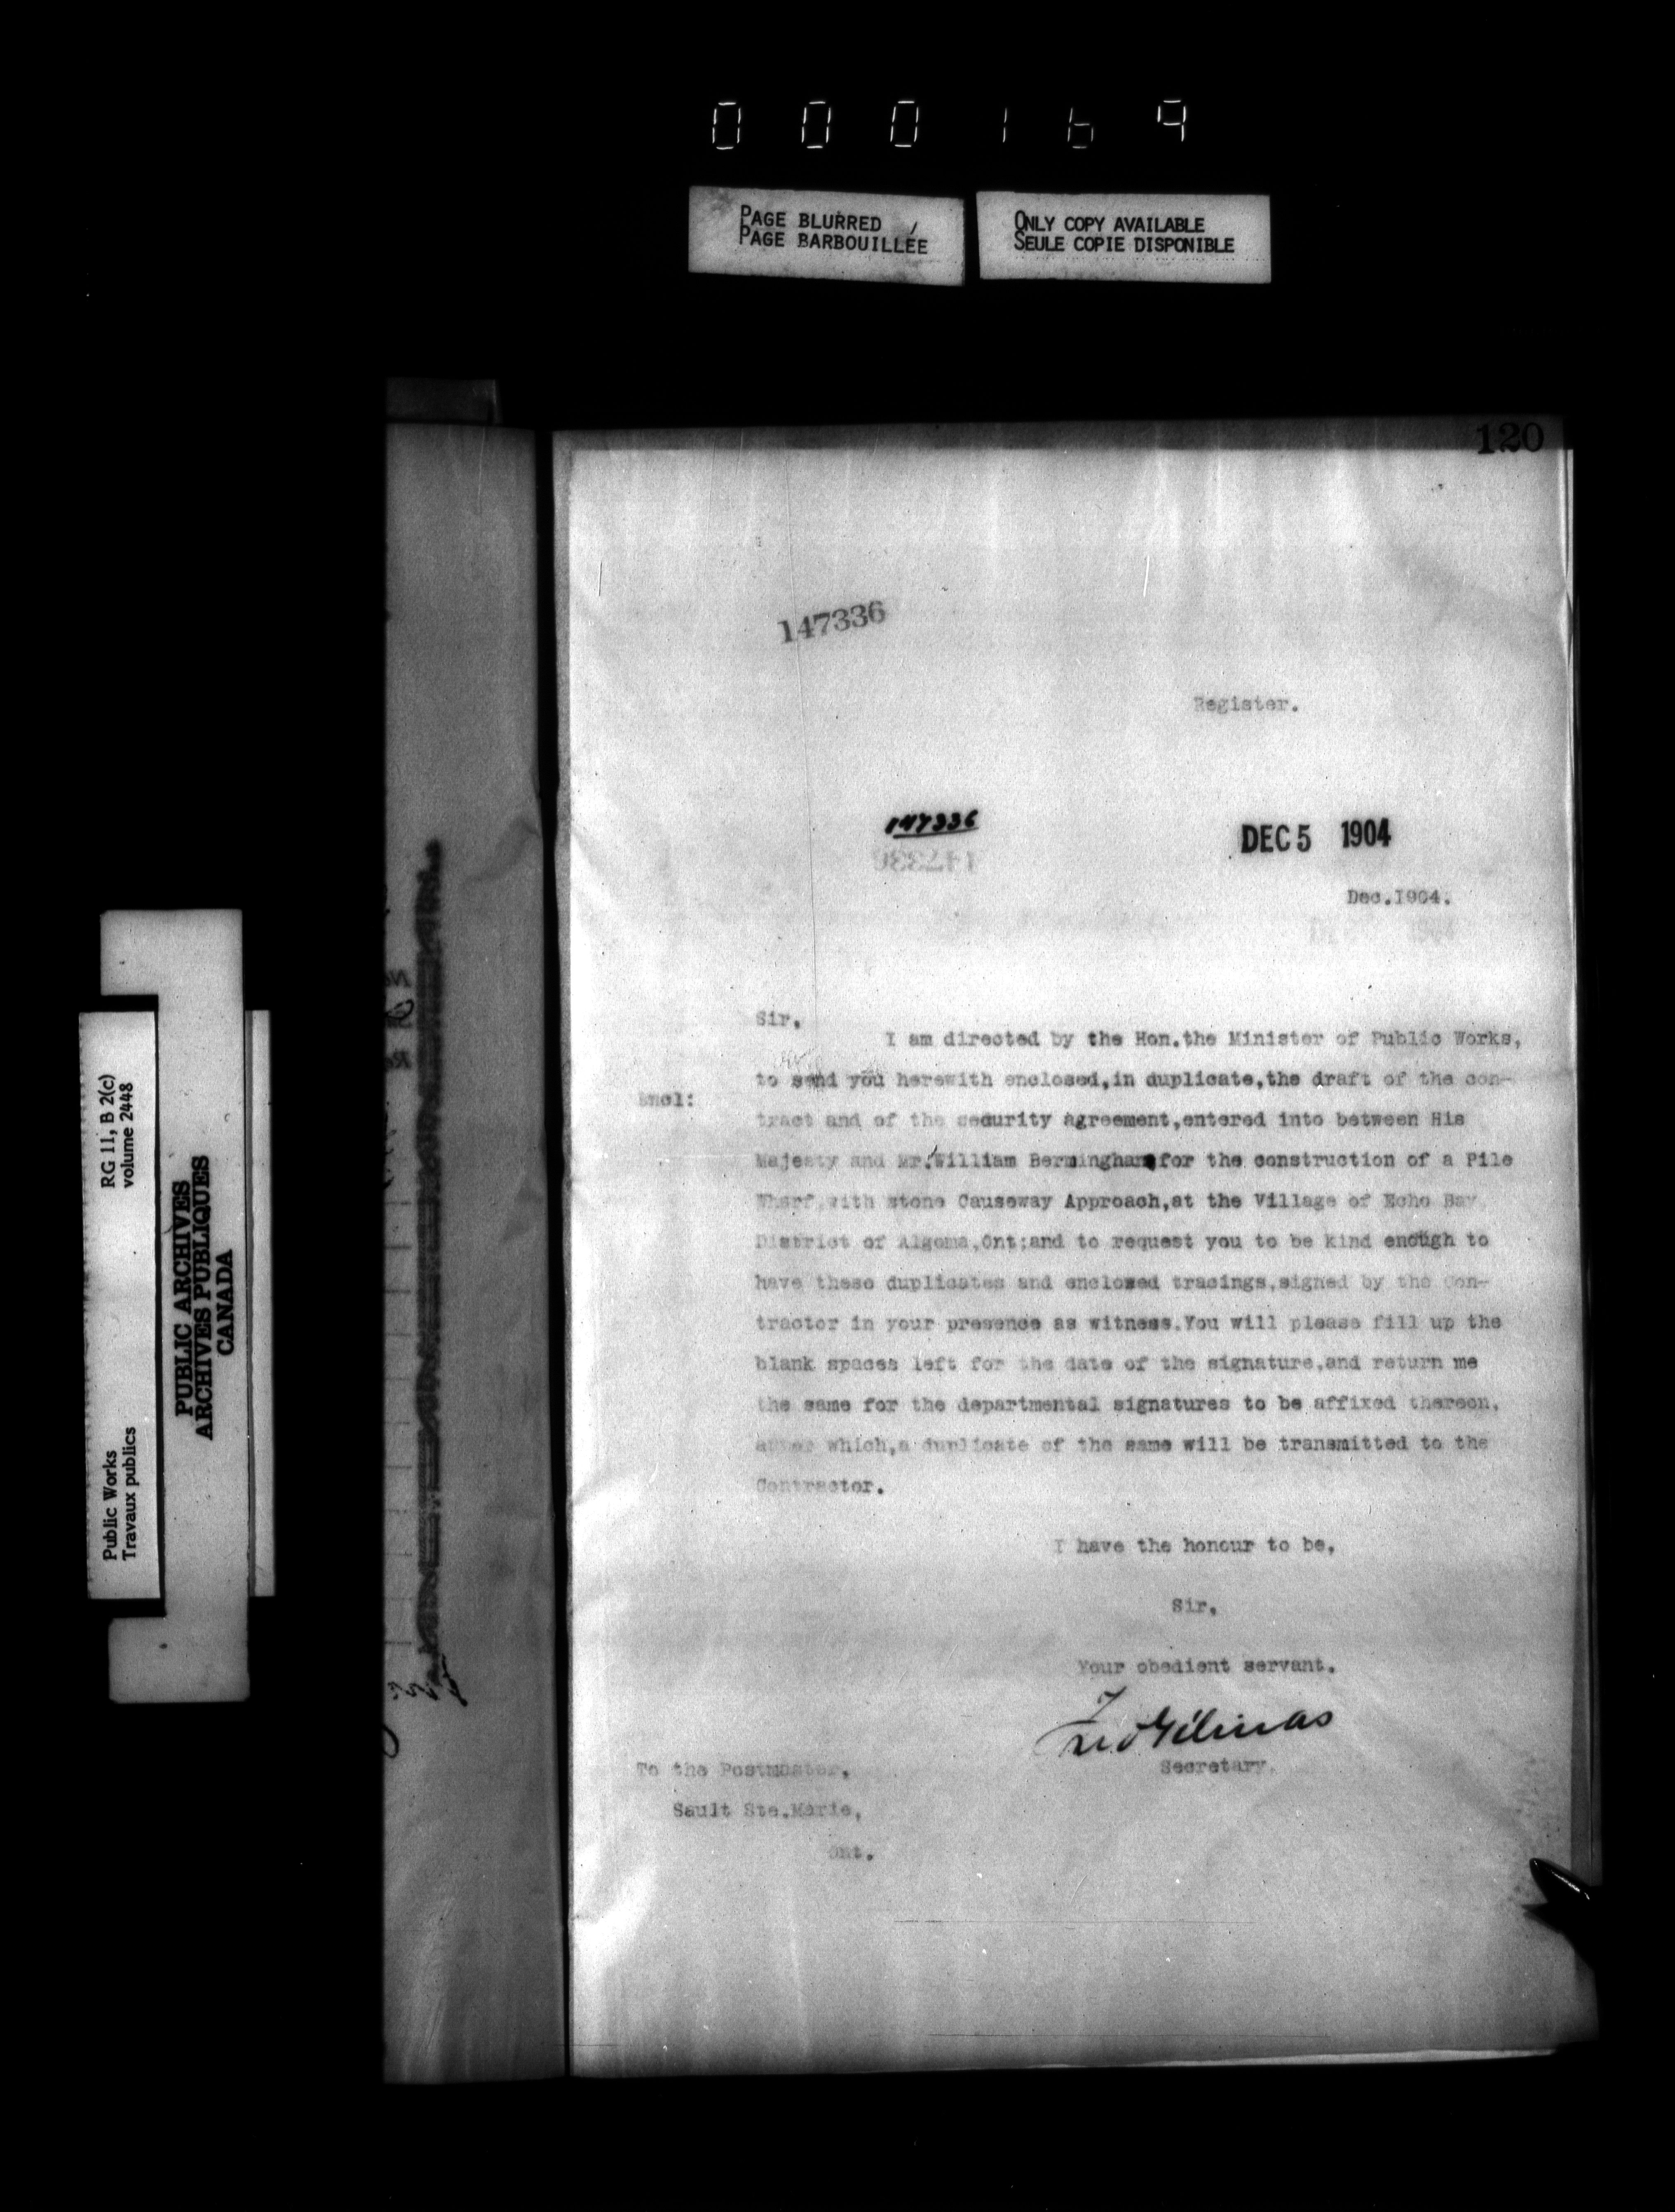 000169
PAGE BLURRED
PAGE BARBOUILLÉE
ONLY COPY AVAILABLE
SEULE COPIE DISPONIBLE
120
147336
Register.
147336
DEC 5 1904
Dec.1904.
Sir,
I am directed by the Hon.the Minister of Public Works,
to send you herewith enclosed,in duplicate,the draft of the con-
Encl:
tract and of the security agreement,entered into between His
Majesty and Mr.William Bermingham for the construction of a Pile
Wharf,with stone Causeway Approach,at the Village of Echo Bay,
District of Algoma,Ont;and to request you to be kind enough to
have these duplicates and enclosed tracings,signed by the Con-
tractor in your presence as witness.You will please fill up the
blank spaces left for the date of the signature,and return me
the same for the departmental signatures to be affixed thereon,
after which,a duplicate of the same will be transmitted to the
Contractor.
I have the honour to be,
Sir,
Your obedient servant.
Fred Gélinas
Secretary.
To the Postmaster,
Sault Ste.Marie,
Ont.
RG 11, B 2(c)
volume 2448
Public Works
Travaux publics
PUBLIC ARCHIVES
ARCHIVES PUBLIQUES
CANADA